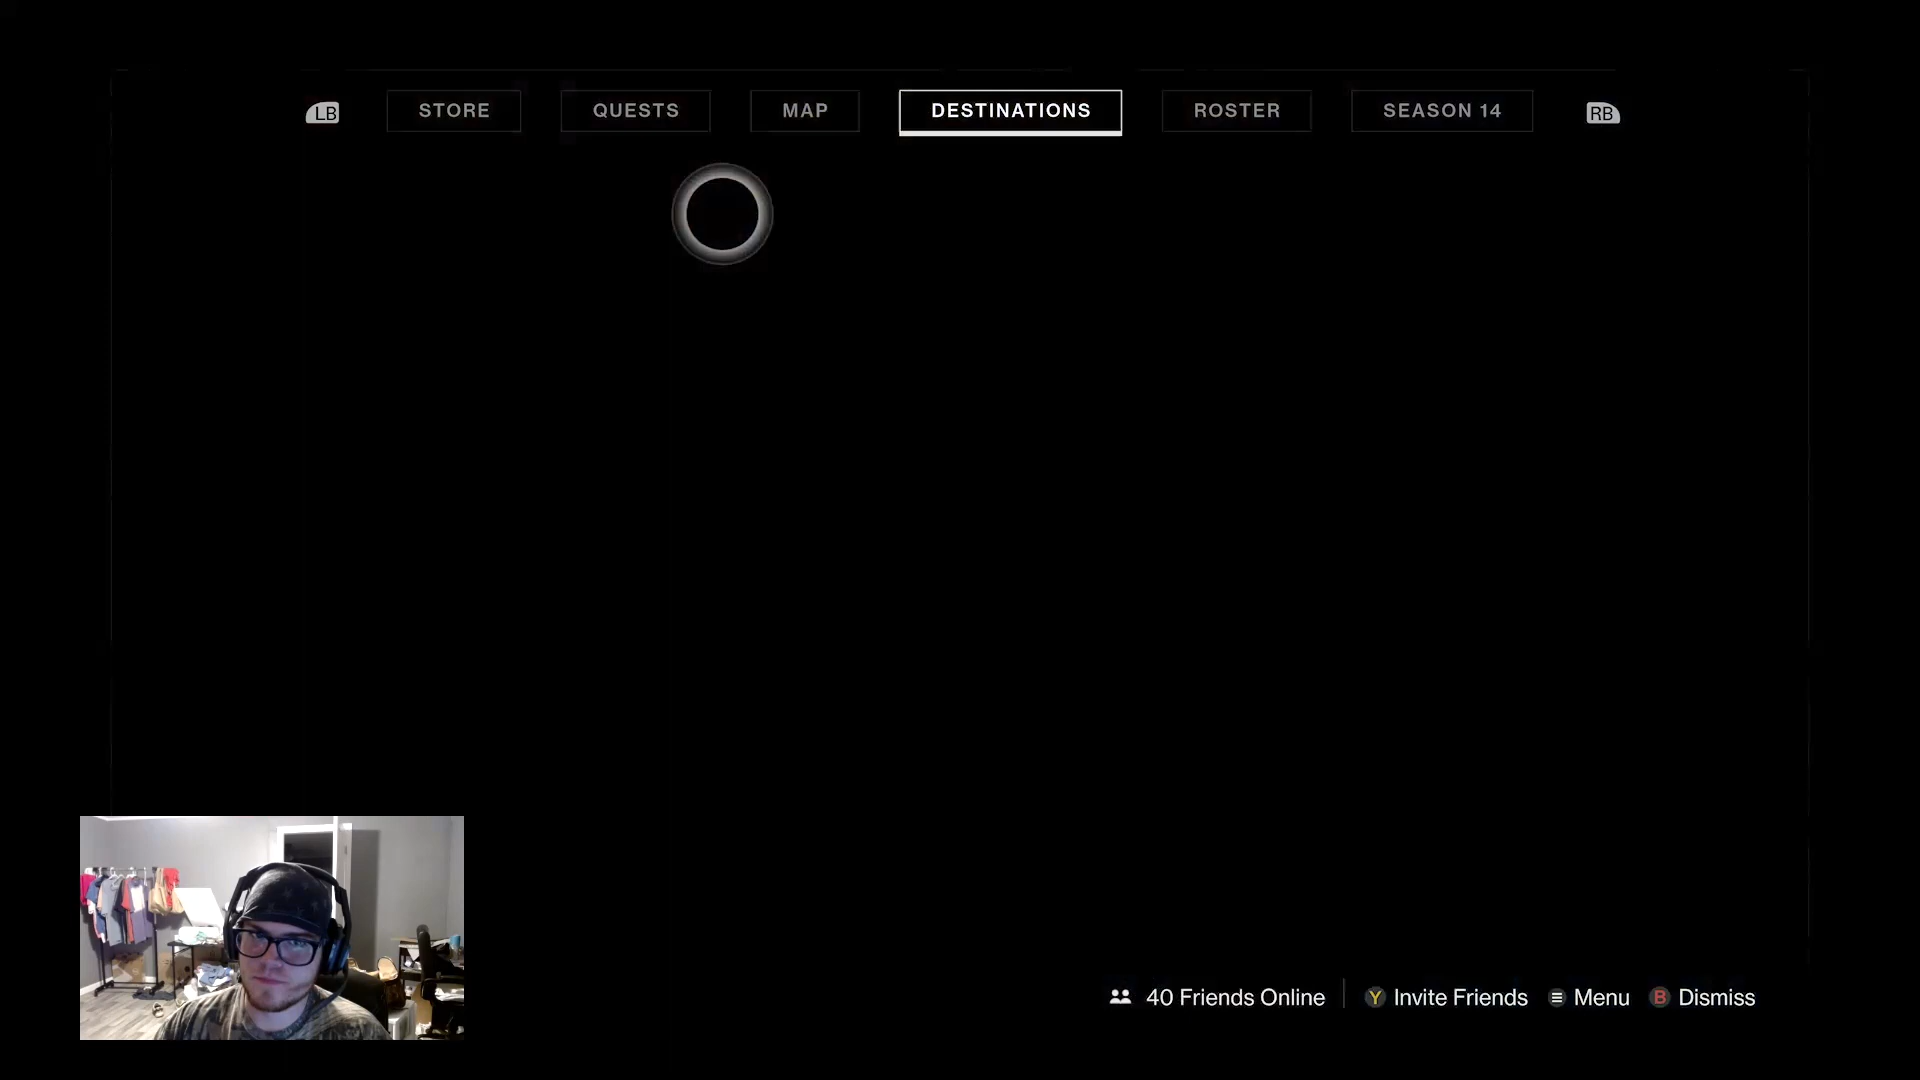 LB STORE QUESTS MAP DESTINATIONS ROSTER SEASON 14 RB
40 Friends Online Y Invite Friends Menu B Dismiss